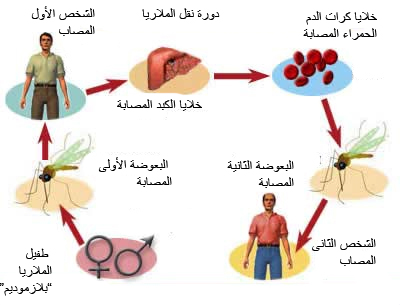 دورة نقل الملاريا
الشخص الأول
المصاب
خلايا الكبد المصابة
خلايا كرات الدم
الحمراء المصابة
البعوضة الأولى
المصابة
البعوضة الثانية
المصابة
الشخص الثانى
المصاب
طفيل
الملاريا
"بلازموديم"